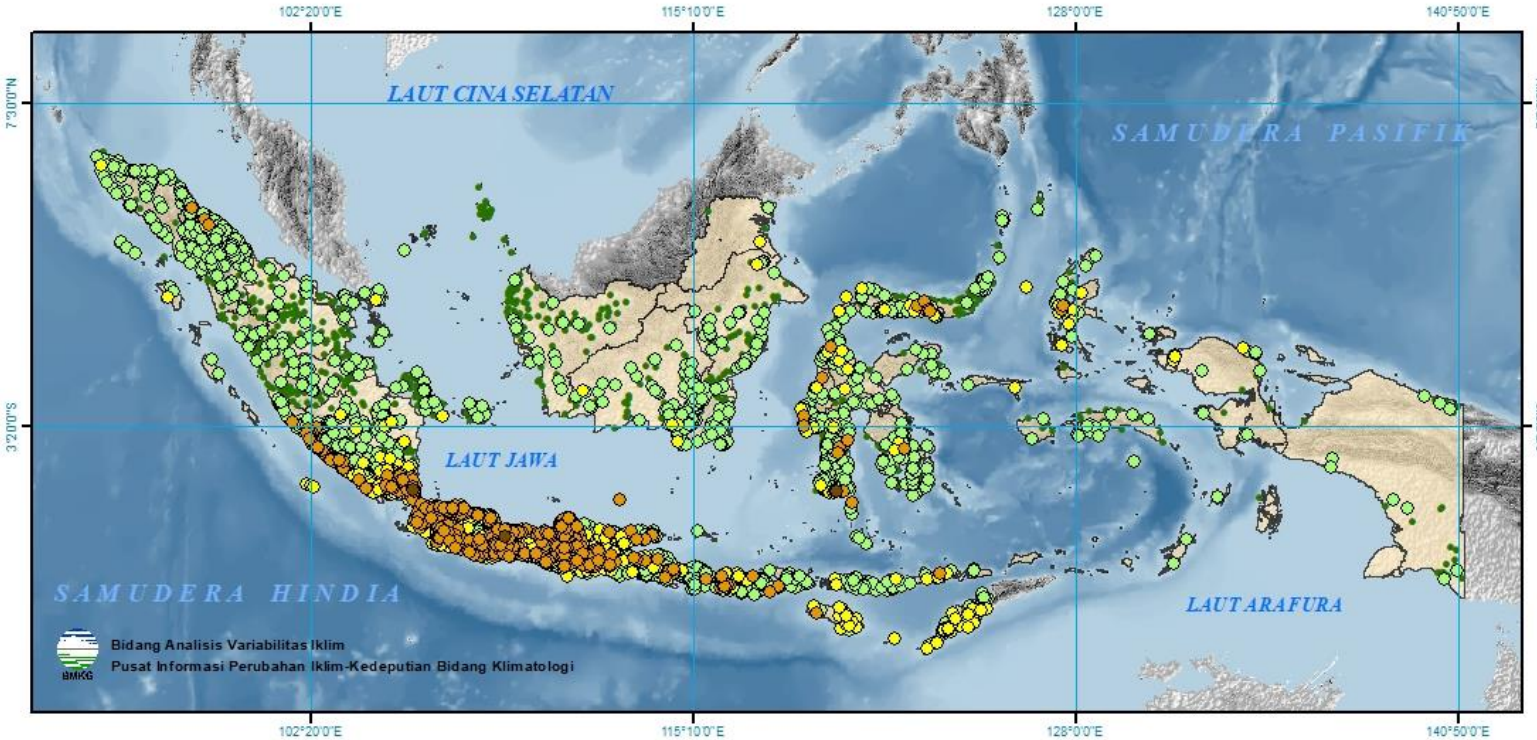 102°20'0"E 115°10'0"E 128°0'0"E 140°50'0"E
7°30'0"N
LAUT CINA SELATAN
SAMUDERA PASIFIK
3°20'0"S
LAUT JAWA
SAMUDERA HINDIA
LAUT ARAFURA
Bidang Analisis Variabilitas Iklim
Pusat Informasi Perubahan Iklim-Kedeputian Bidang Klimatologi
BMKG
102°20'0"E 115°10'0"E 128°0'0"E 140°50'0"E